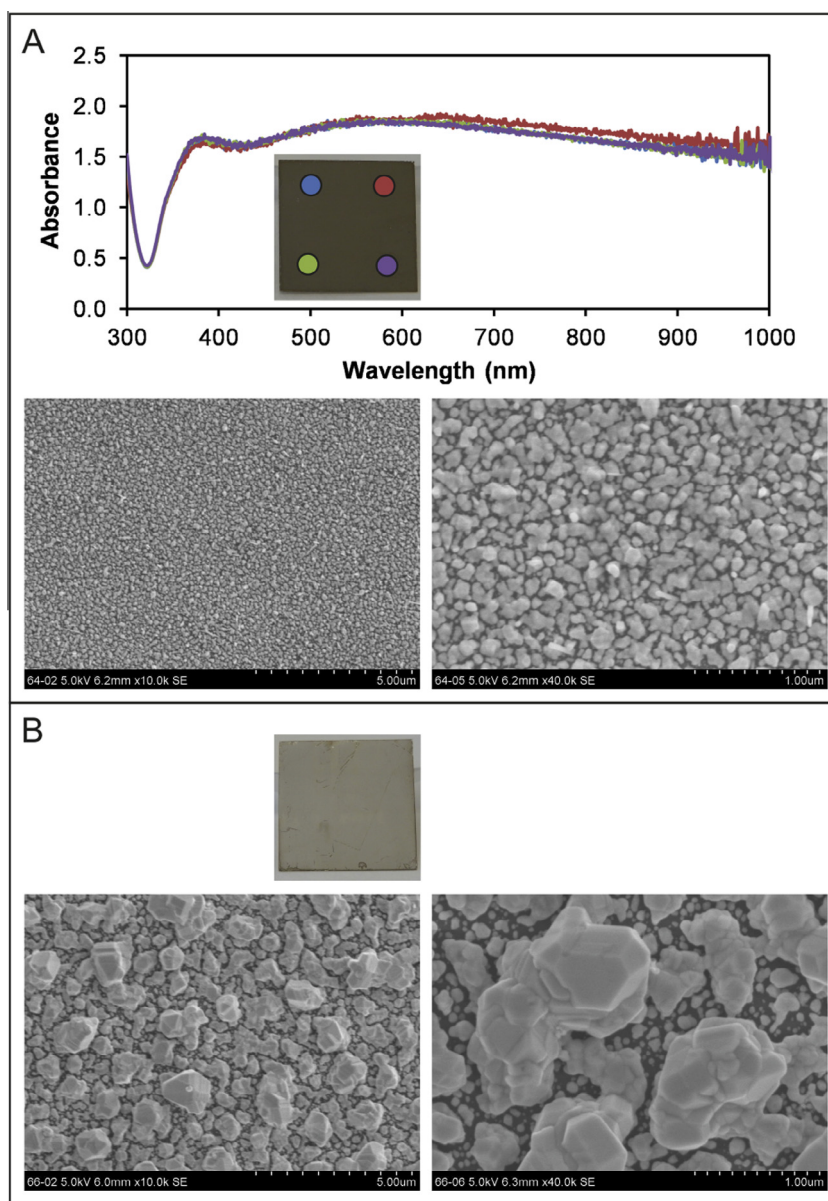 A
2.5
2.0
1.5
1.0
0.5
0.0
Absorbance
300 400 500 600 700 800 900 1000
Wavelength (nm)
64-02 5.0kV 6.2mm x10.0k SE 5.00um
64-05 5.0kV 6.2mm x40.0k SE 1.00um
B
66-02 5.0kV 6.0mm x10.0k SE 5.00um
66-06 5.0kV 6.3mm x40.0k SE 1.00um